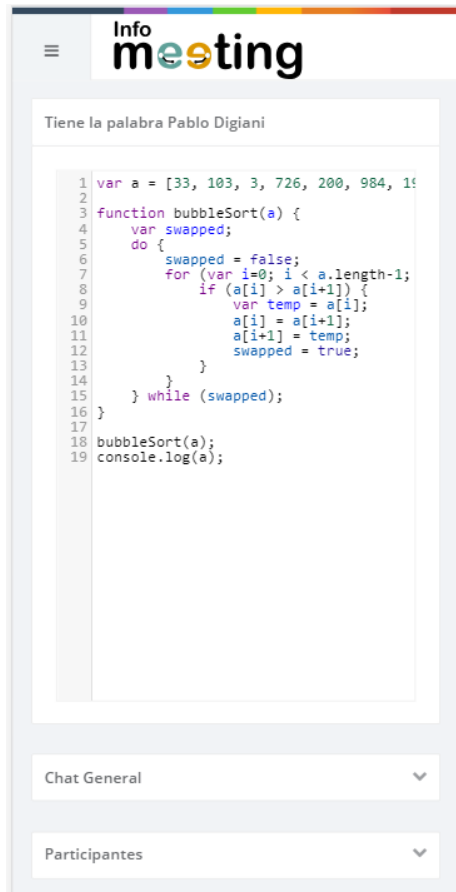 Info
meeting
Tiene la palabra Pablo Digiani
1 var a = [33, 103, 3, 726, 200, 984, 19
2
3 function bubbleSort(a) {
4     var swapped;
5     do {
6         swapped = false;
7         for (var i=0; i < a.length-1;
8             if (a[i] > a[i+1]) {
9                 var temp = a[i];
10                 a[i] = a[i+1];
11                 a[i+1] = temp;
12                 swapped = true;
13             }
14         }
15     } while (swapped);
16 }
17
18 bubbleSort(a);
19 console.log(a);
Chat General
Participantes